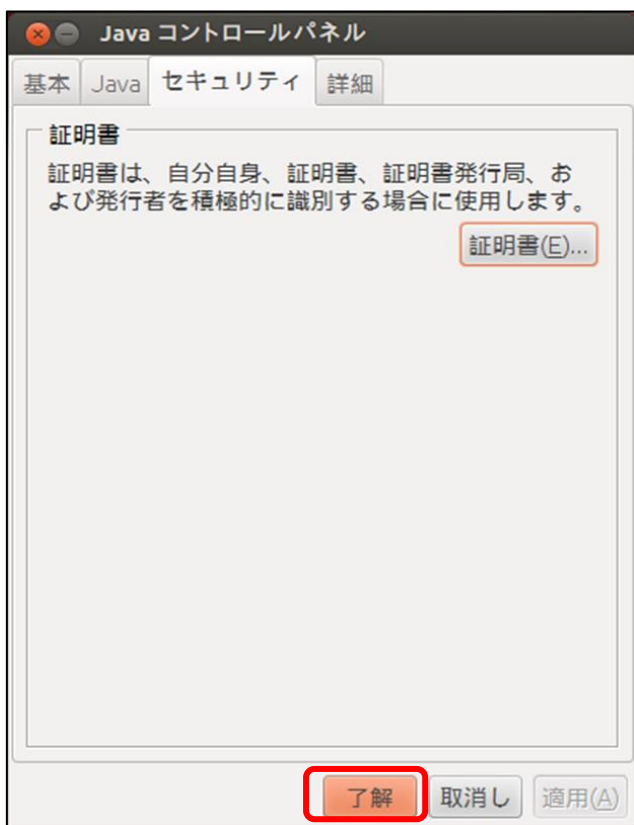 Java コントロールパネル
基本 Java セキュリティ 詳細
証明書
証明書は、自分自身、証明書、証明書発行局、お
よび発行者を積極的に識別する場合に使用します。
証明書(E)...
了解 取消し 適用(A)